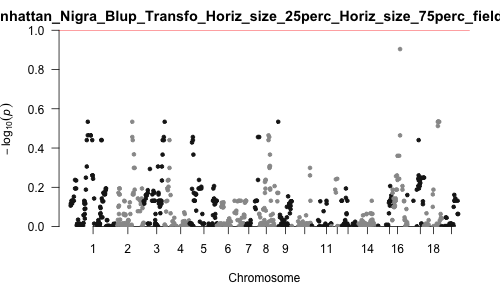 nhattan_Nigra_Blup_Transfo_Horiz_size_25perc_Horiz_size_75perc_field
1.0
0.8
0.6
0.4
0.2
0.0
− log10(p)
1 2 3 4 5 6 7 8 9 11 14 16 18
Chromosome